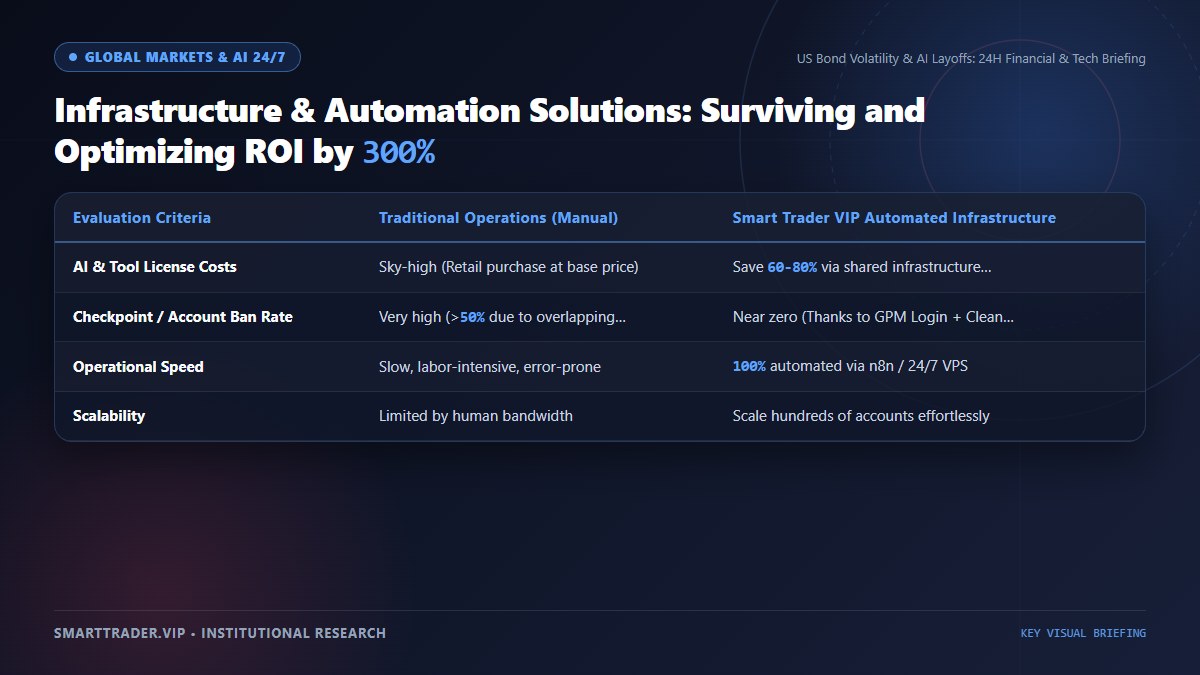 GLOBAL MARKETS & AI 24/7
US Bond Volatility & AI Layoffs: 24H Financial & Tech Briefing
Infrastructure & Automation Solutions: Surviving and
Optimizing ROI by 300%
Evaluation Criteria Traditional Operations (Manual) Smart Trader VIP Automated Infrastructure
AI & Tool License Costs Sky-high (Retail purchase at base price) Save 60-80% via shared infrastructure...
Checkpoint / Account Ban Rate Very high (>50% due to overlapping... Near zero (Thanks to GPM Login + Clean...
Operational Speed Slow, labor-intensive, error-prone 100% automated via n8n / 24/7 VPS
Scalability Limited by human bandwidth Scale hundreds of accounts effortlessly
SMARTTRADER.VIP • INSTITUTIONAL RESEARCH
KEY VISUAL BRIEFING